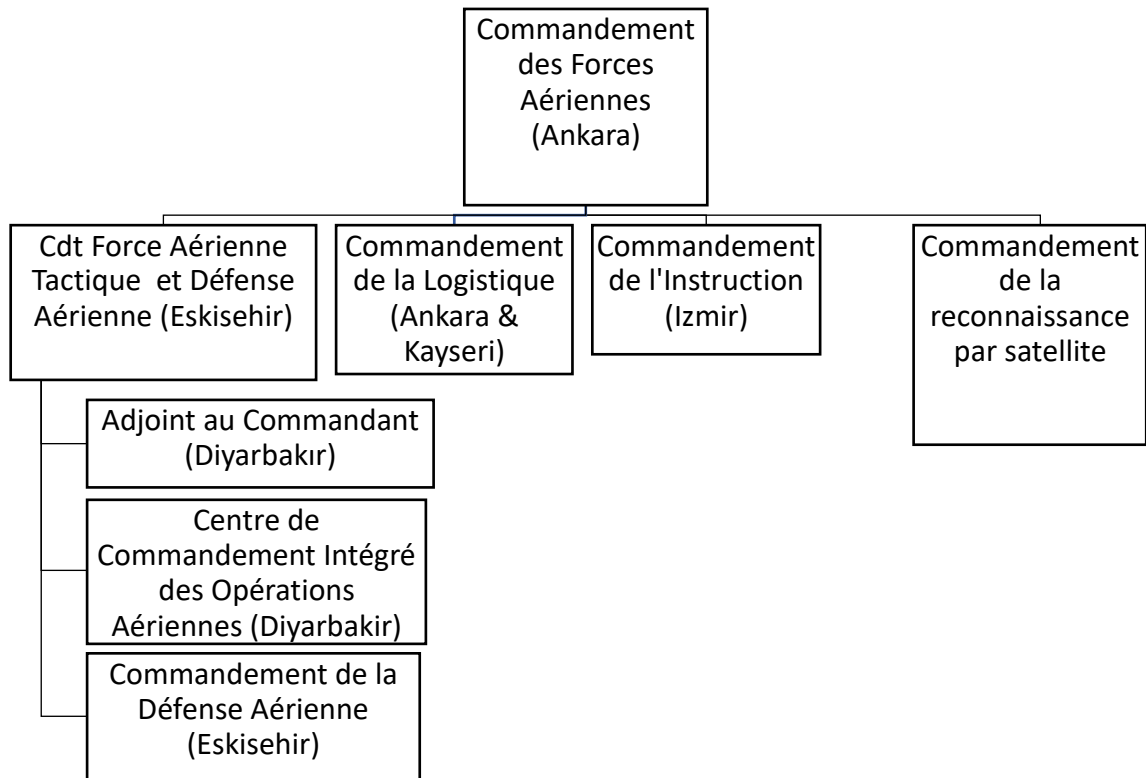 Commandement
des Forces
Aériennes
(Ankara)
Cdt Force Aérienne
Tactique et Défense
Aérienne (Eskisehir)
Commandement
de la Logistique
(Ankara &
Kayseri)
Commandement
de l'Instruction
(Izmir)
Commandement
de la
reconnaissance
par satellite
Adjoint au Commandant
(Diyarbakır)
Centre de
Commandement Intégré
des Opérations
Aériennes (Diyarbakir)
Commandement de la
Défense Aérienne
(Eskisehir)